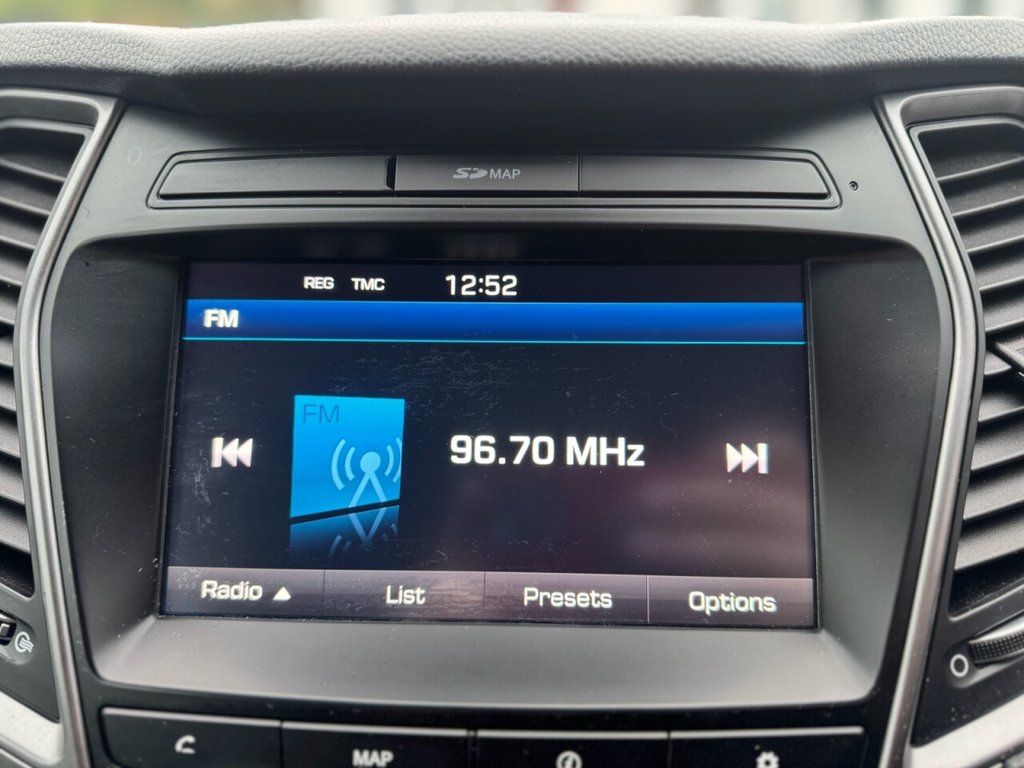 SD MAP
REG TMC 12:52
FM
FM
96.70 MHz
Radio ▲ List Presets Options
MAP